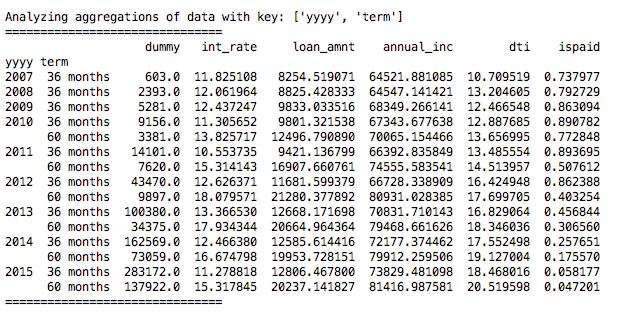 Analyzing aggregations of data with key: ['yyyy', 'term']
===============================
dummy int_rate loan_amnt annual_inc dti ispaid
yyyy term
2007 36 months 603.0 11.825108 8254.519071 64521.881085 10.709519 0.737977
2008 36 months 2393.0 12.061964 8825.428333 64547.141421 13.204605 0.792729
2009 36 months 5281.0 12.437247 9833.033516 68349.266141 12.466548 0.863094
2010 36 months 9156.0 11.305652 9801.321538 67343.677638 12.887685 0.890782
60 months 3381.0 13.825717 12496.790890 70065.154466 13.656995 0.772848
2011 36 months 14101.0 10.553735 9421.136799 66392.835849 13.485554 0.893695
60 months 7620.0 15.314143 16907.660761 74555.583541 14.513957 0.507612
2012 36 months 43470.0 12.626371 11681.599379 66728.338909 16.424948 0.862388
60 months 9897.0 18.079571 21280.377892 80931.028385 17.699705 0.403254
2013 36 months 100380.0 13.366530 12668.171698 70831.710143 16.829064 0.456844
60 months 34375.0 17.934344 20664.964364 79468.661626 18.346036 0.306560
2014 36 months 162569.0 12.466380 12585.614416 72177.374462 17.552498 0.257651
60 months 73059.0 16.674798 19953.728151 79912.259506 19.127004 0.175570
2015 36 months 283172.0 11.278818 12806.467800 73829.481098 18.468016 0.058177
60 months 137922.0 15.317845 20237.141827 81416.987581 20.519598 0.047201
===============================